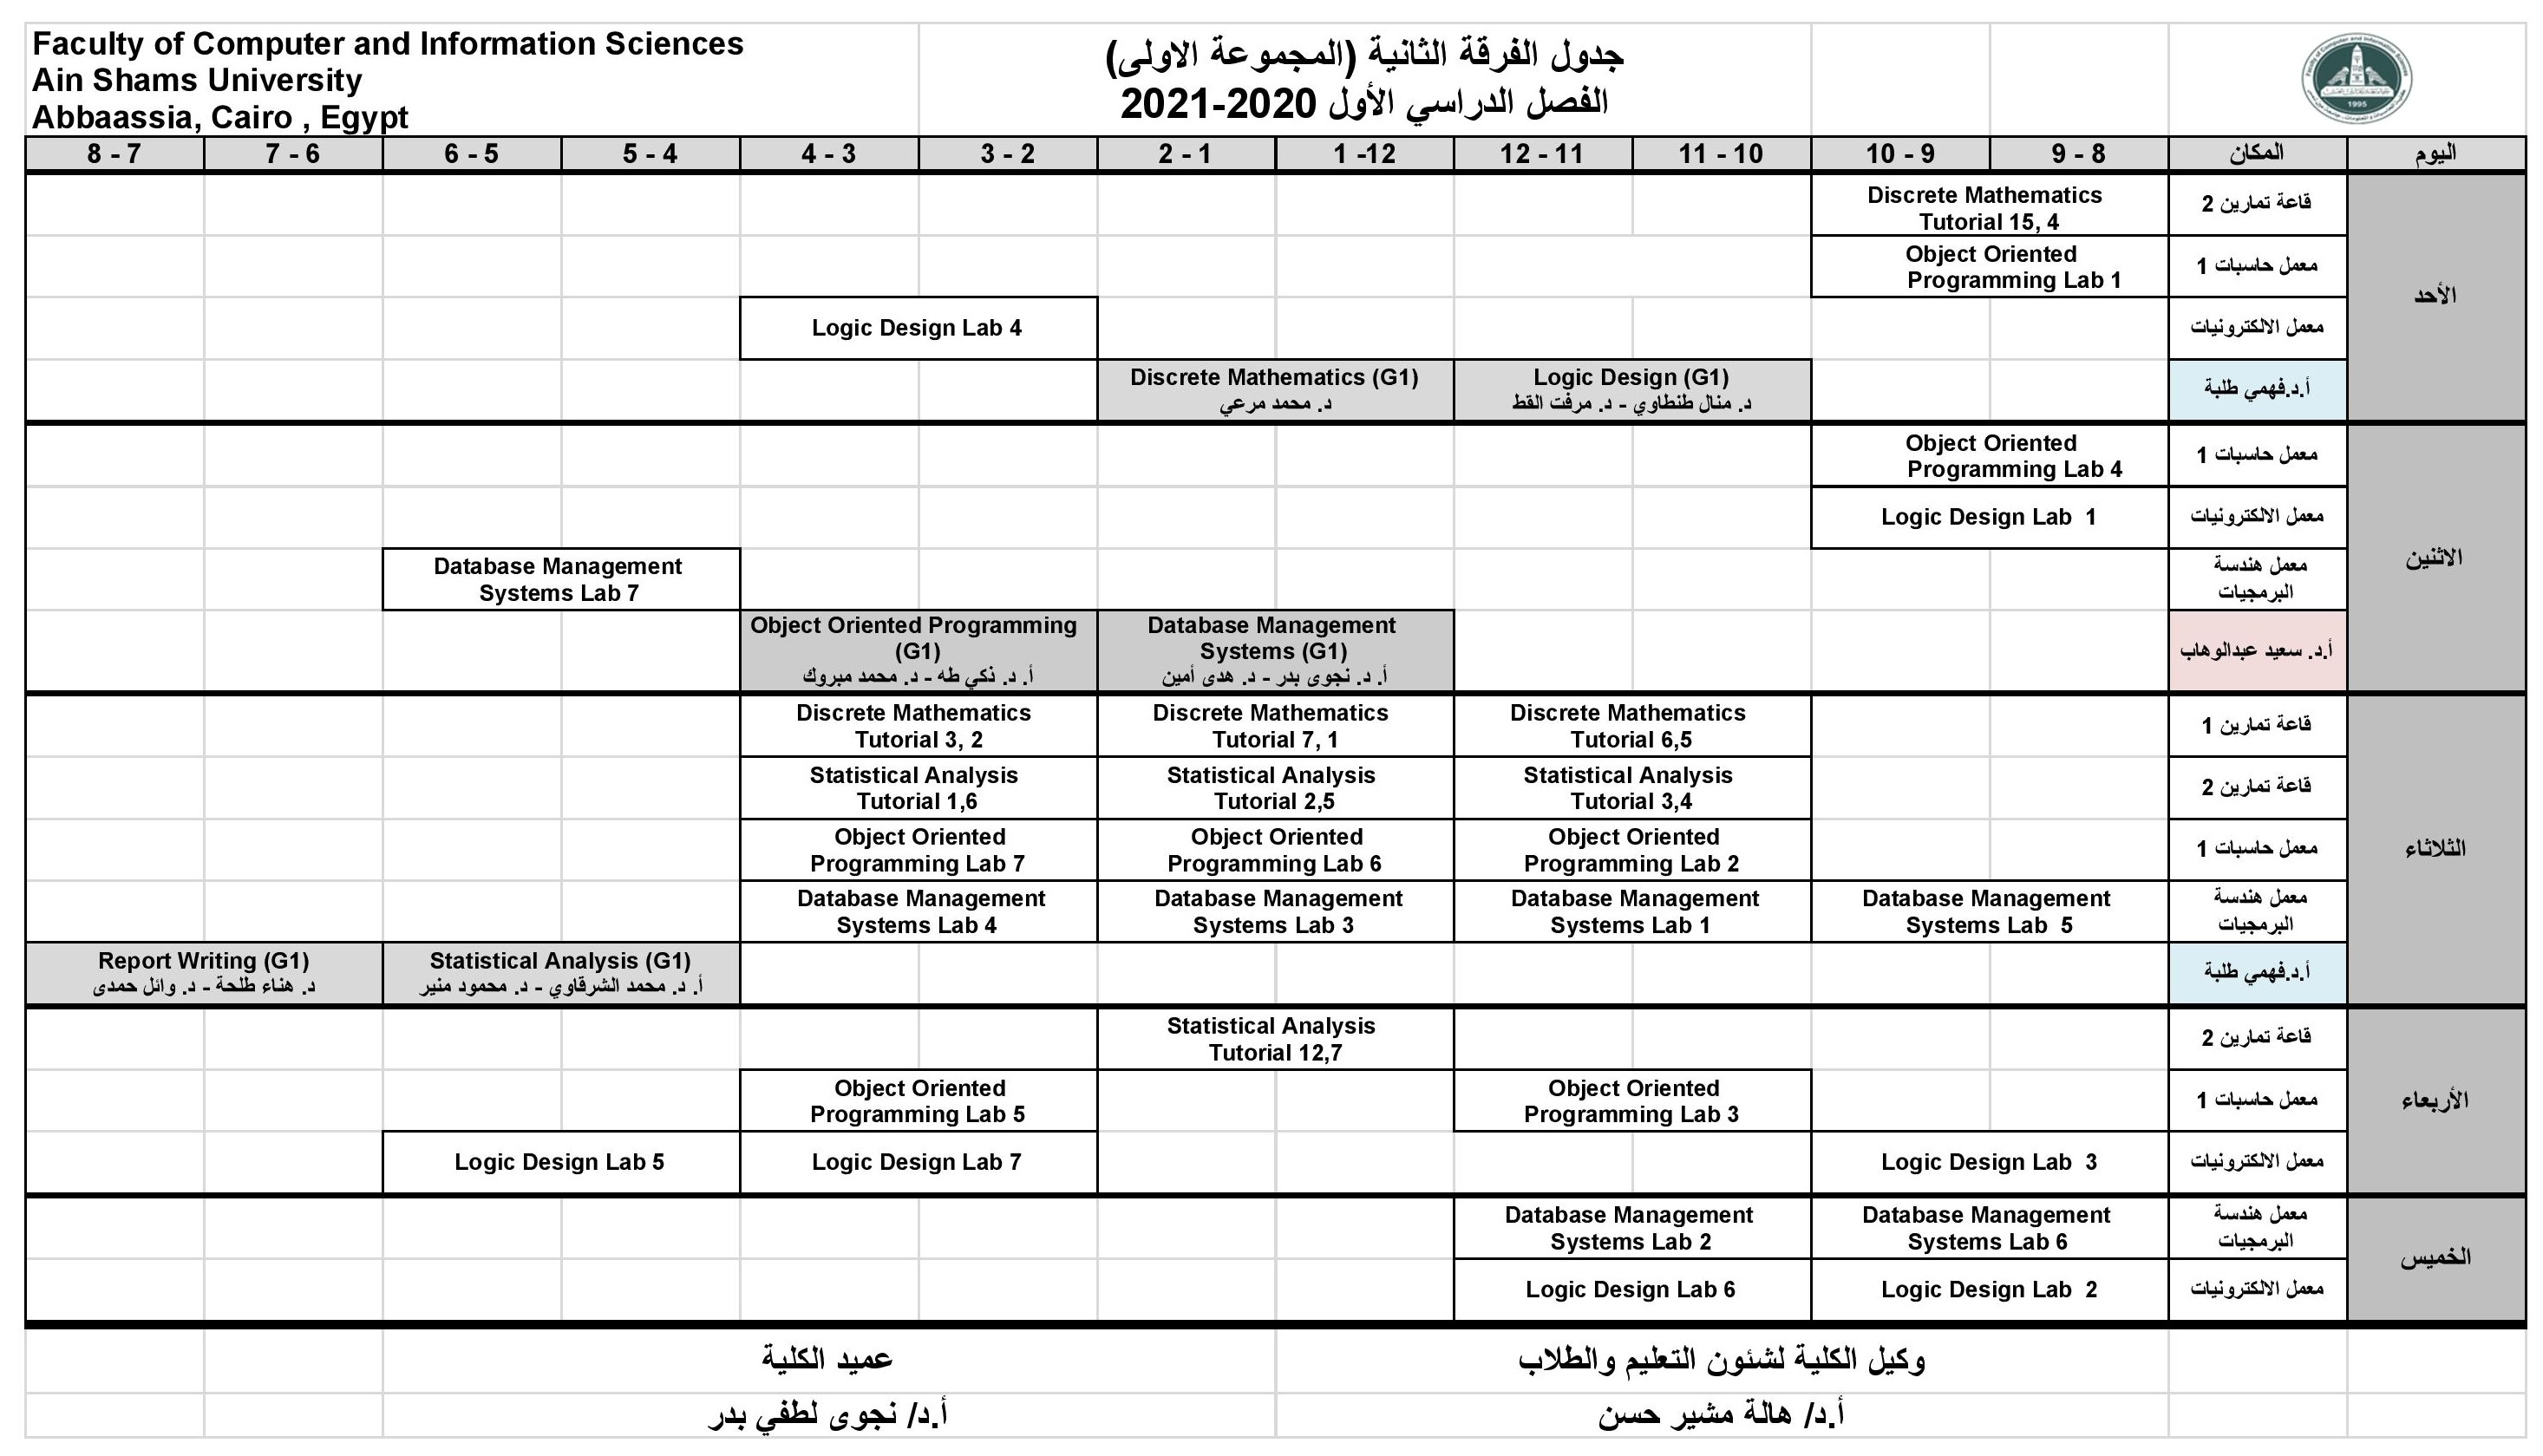 Faculty of Computer and Information Sciences
Ain Shams University
Abbaassia, Cairo , Egypt
جدول الفرقة الثانية (المجموعة الاولى)
الفصل الدراسي الأول 2020-2021
1995
اليوم
المكان
9 - 8
10 - 9
11 - 10
12 - 11
1 -12
2 - 1
3 - 2
4 - 3
5 - 4
6 - 5
7 - 6
8 - 7
الأحد
قاعة تمارين 2
Discrete Mathematics
Tutorial 15, 4
معمل حاسبات 1
Object Oriented
Programming Lab 1
معمل الالكترونيات
Logic Design Lab 4
أ.د.فهمي طلبة
Logic Design (G1)
د. منال طنطاوي - د. مرفت القط
Discrete Mathematics (G1)
د. محمد مرعي
الاثنين
معمل حاسبات 1
Object Oriented
Programming Lab 4
معمل الالكترونيات
Logic Design Lab 1
معمل هندسة
البرمجيات
Database Management
Systems Lab 7
أ.د. سعيد عبدالوهاب
Database Management
Systems (G1)
أ. د. نجوى بدر - د. هدى أمين
Object Oriented Programming
(G1)
أ. د. ذكي طه - د. محمد مبروك
الثلاثاء
قاعة تمارين 1
Discrete Mathematics
Tutorial 6,5
Discrete Mathematics
Tutorial 7, 1
Discrete Mathematics
Tutorial 3, 2
قاعة تمارين 2
Statistical Analysis
Tutorial 3,4
Statistical Analysis
Tutorial 2,5
Statistical Analysis
Tutorial 1,6
معمل حاسبات 1
Object Oriented
Programming Lab 2
Object Oriented
Programming Lab 6
Object Oriented
Programming Lab 7
معمل هندسة
البرمجيات
Database Management
Systems Lab 5
Database Management
Systems Lab 1
Database Management
Systems Lab 3
Database Management
Systems Lab 4
أ.د.فهمي طلبة
Statistical Analysis (G1)
أ. د. محمد الشرقاوي - د. محمود منير
Report Writing (G1)
د. هناء طلحة - د. وائل حمدى
الأربعاء
قاعة تمارين 2
Statistical Analysis
Tutorial 12,7
معمل حاسبات 1
Object Oriented
Programming Lab 3
Object Oriented
Programming Lab 5
معمل الالكترونيات
Logic Design Lab 3
Logic Design Lab 7
Logic Design Lab 5
الخميس
معمل هندسة
البرمجيات
Database Management
Systems Lab 6
Database Management
Systems Lab 2
معمل الالكترونيات
Logic Design Lab 2
Logic Design Lab 6
وكيل الكلية لشئون التعليم والطلاب
أ.د/ هالة مشير حسن
عميد الكلية
أ.د/ نجوى لطفي بدر